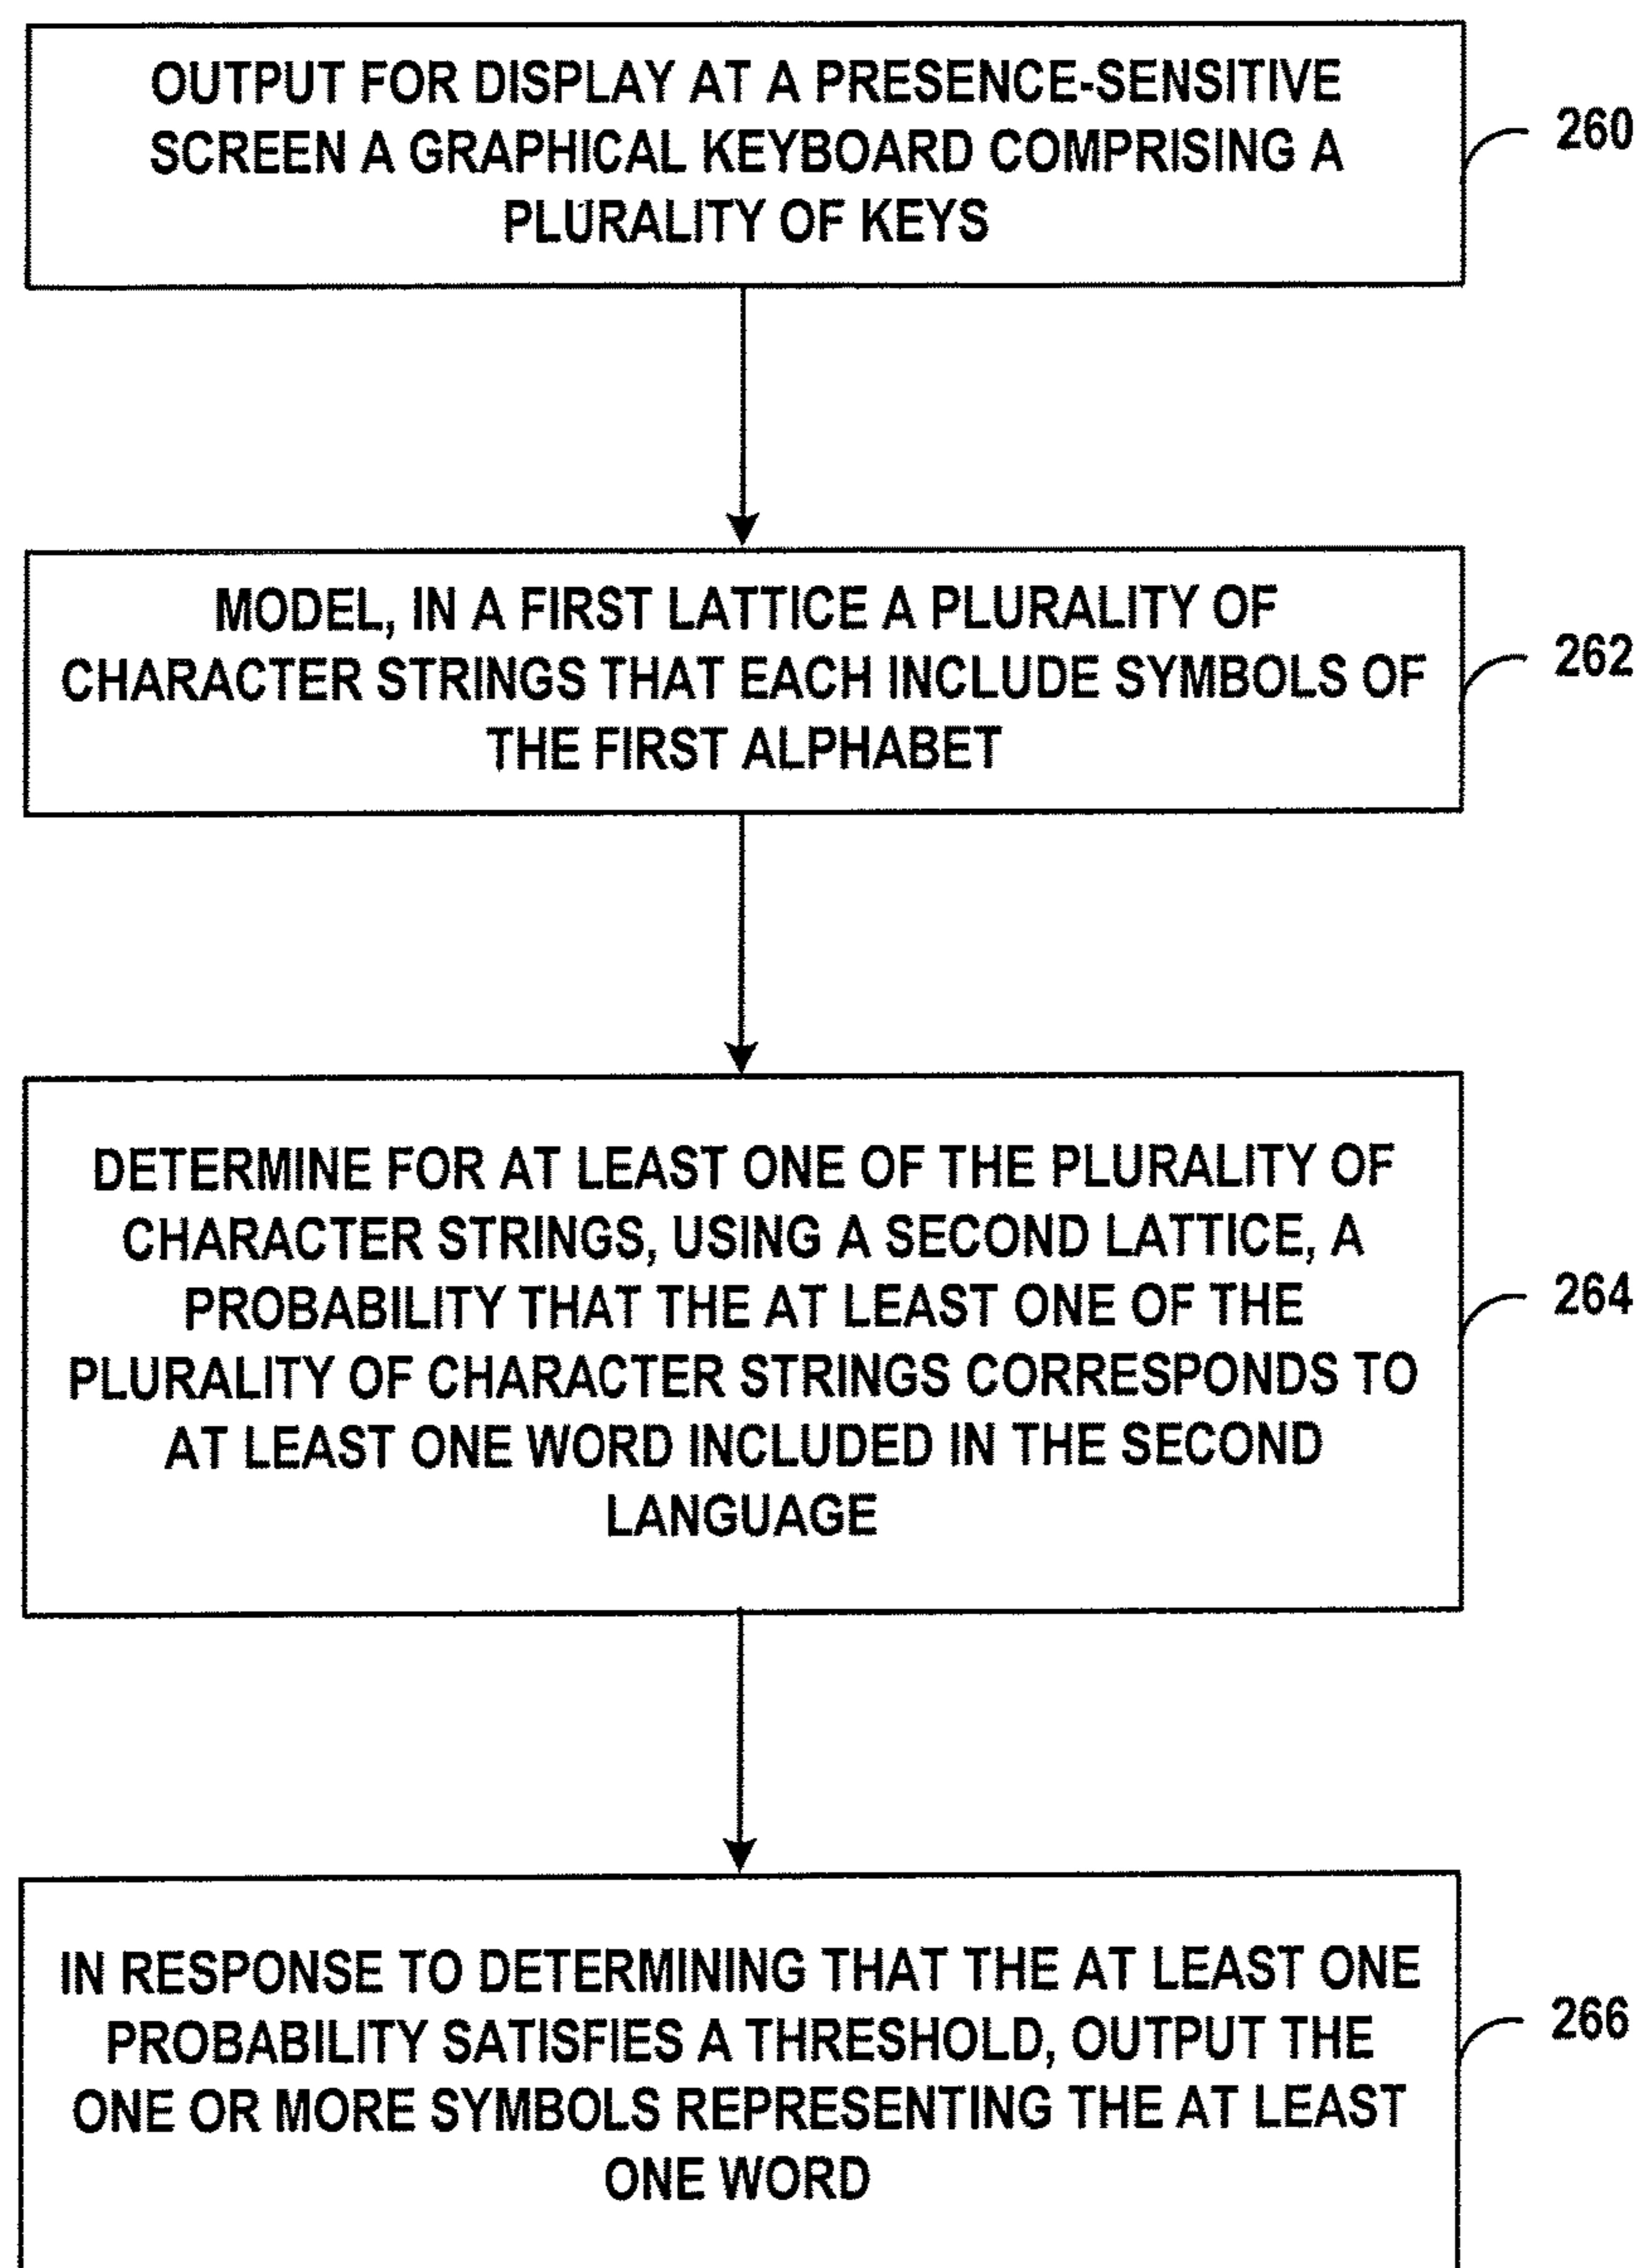 OUTPUT FOR DISPLAY AT A PRESENCE-SENSITIVE
SCREEN A GRAPHICAL KEYBOARD COMPRISING A
PLURALITY OF KEYS
260
MODEL, IN A FIRST LATTICE A PLURALITY OF
CHARACTER STRINGS THAT EACH INCLUDE SYMBOLS OF
THE FIRST ALPHABET
262
DETERMINE FOR AT LEAST ONE OF THE PLURALITY OF
CHARACTER STRINGS, USING A SECOND LATTICE, A
PROBABILITY THAT THE AT LEAST ONE OF THE
PLURALITY OF CHARACTER STRINGS CORRESPONDS TO
AT LEAST ONE WORD INCLUDED IN THE SECOND
LANGUAGE
264
IN RESPONSE TO DETERMINING THAT THE AT LEAST ONE
PROBABILITY SATISFIES A THRESHOLD, OUTPUT THE
ONE OR MORE SYMBOLS REPRESENTING THE AT LEAST
ONE WORD
266